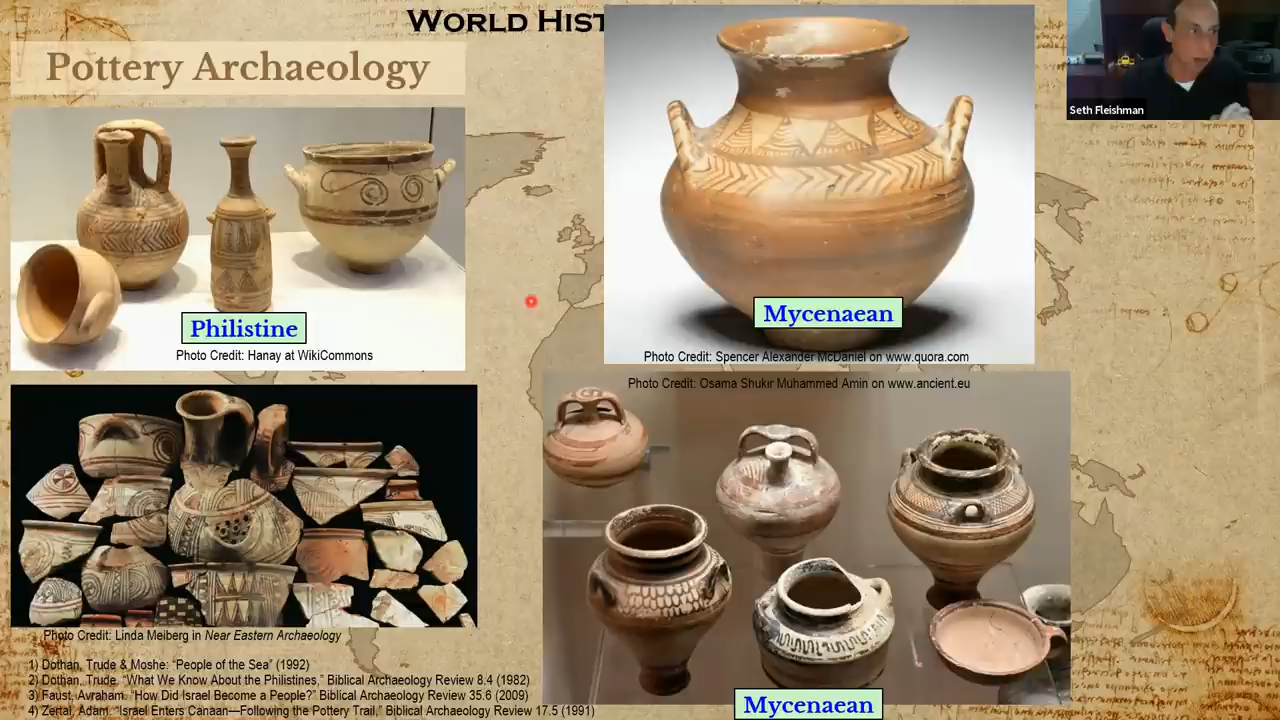 WORLD HIST
Pottery Archaeology
Seth Fleishman
Philistine
Photo Credit: Hanay at WikiCommons
Mycenaean
Photo Credit: Spencer Alexander McDaniel on www.quora.com
Photo Credit: Osama Shukir Muhammed Amin on www.ancient.eu
Photo Credit: Linda Meiberg in Near Eastern Archaeology
1) Dothan, Trude & Moshe: “People of the Sea” (1992)
2) Dothan, Trude. “What We Know About the Philistines,” Biblical Archaeology Review 8.4 (1982)
3) Faust, Avraham. “How Did Israel Become a People?” Biblical Archaeology Review 35.6 (2009)
4) Zertal, Adam. “Israel Enters Canaan—Following the Pottery Trail,” Biblical Archaeology Review 17.5 (1991)
Mycenaean